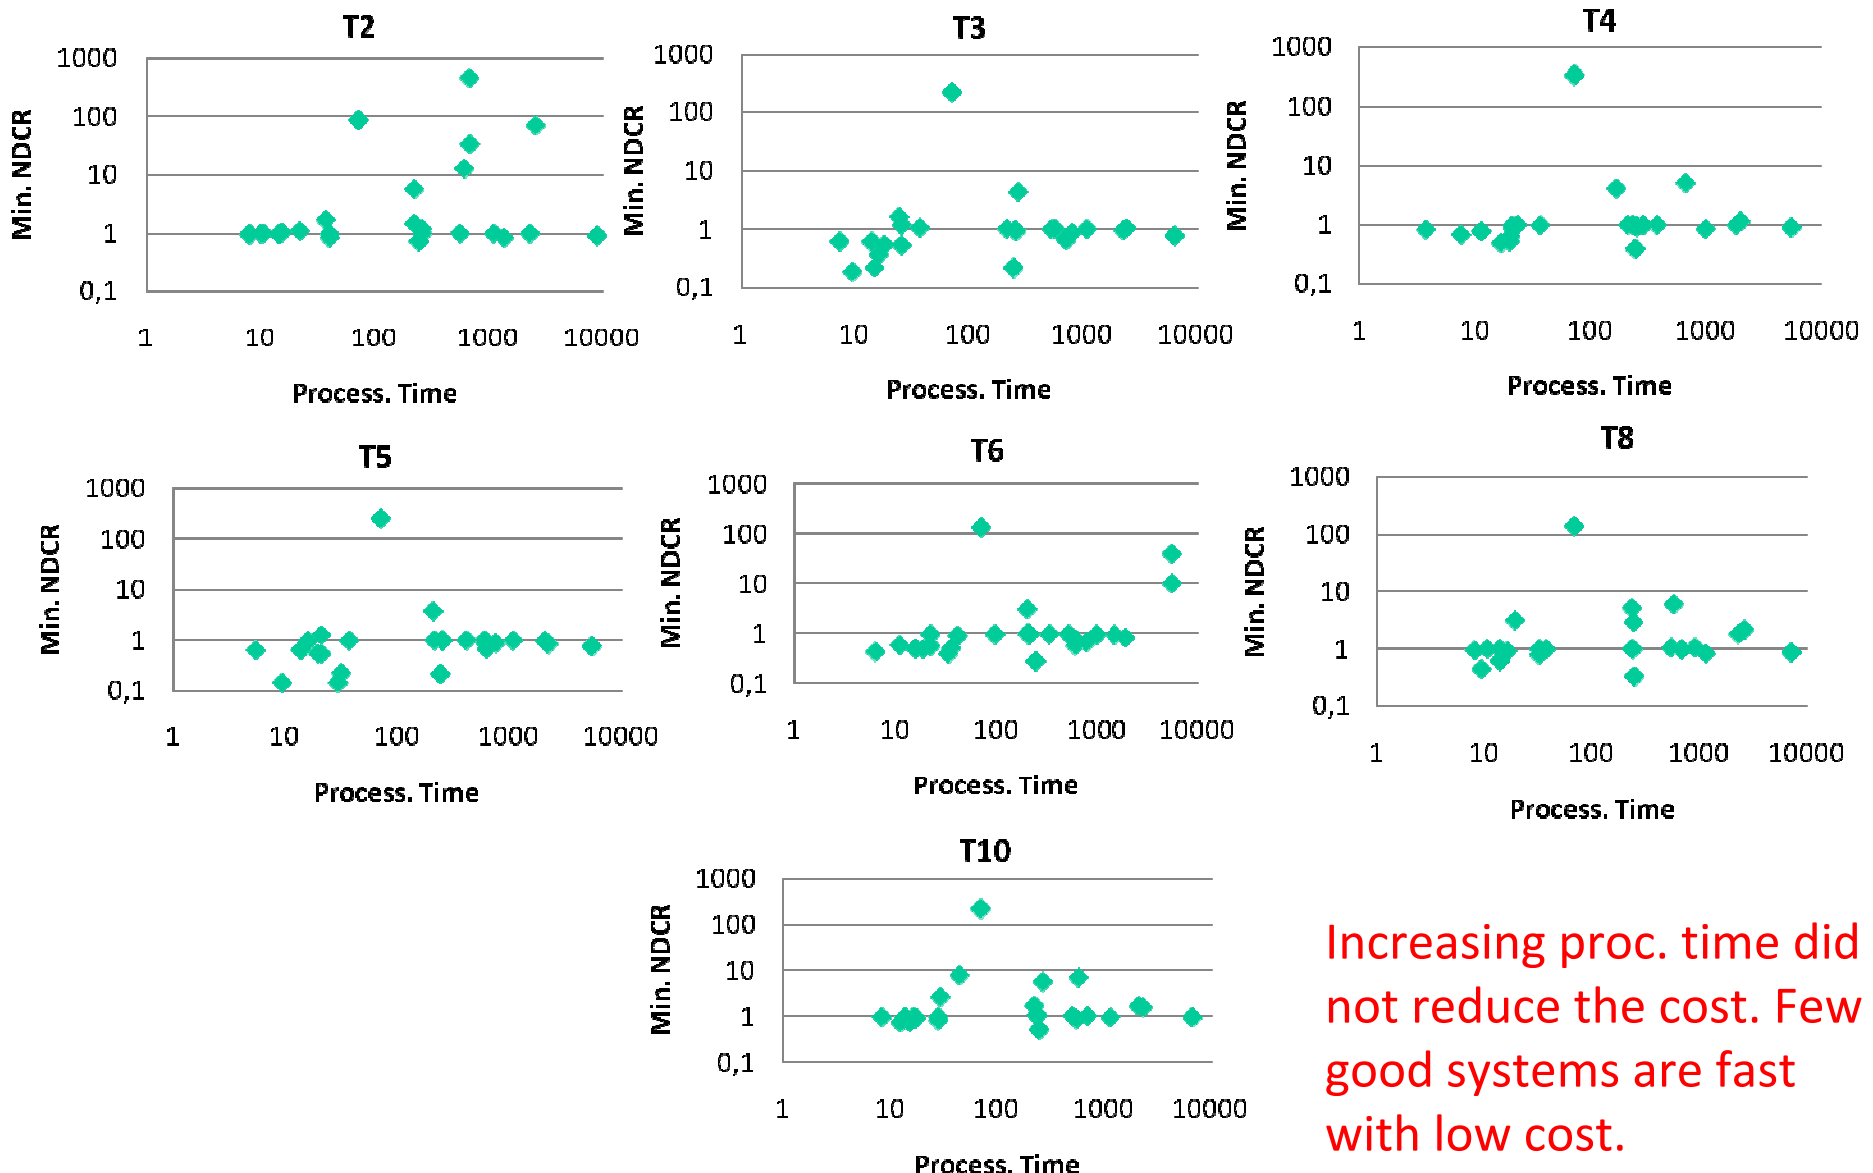 T2
1000
100
10
1
0,1
Min. NDCR
1 10 100 1000 10000
Process. Time
T3
1000
100
10
1
0,1
Min. NDCR
1 10 100 1000 10000
Process. Time
T4
1000
100
10
1
0,1
Min. NDCR
1 10 100 1000 10000
Process. Time
T5
1000
100
10
1
0,1
Min. NDCR
1 10 100 1000 10000
Process. Time
T6
1000
100
10
1
0,1
Min. NDCR
1 10 100 1000 10000
Process. Time
T8
1000
100
10
1
0,1
Min. NDCR
1 10 100 1000 10000
Process. Time
T10
1000
100
10
1
0,1
Min. NDCR
1 10 100 1000 10000
Process. Time
Increasing proc. time did
not reduce the cost. Few
good systems are fast
with low cost.